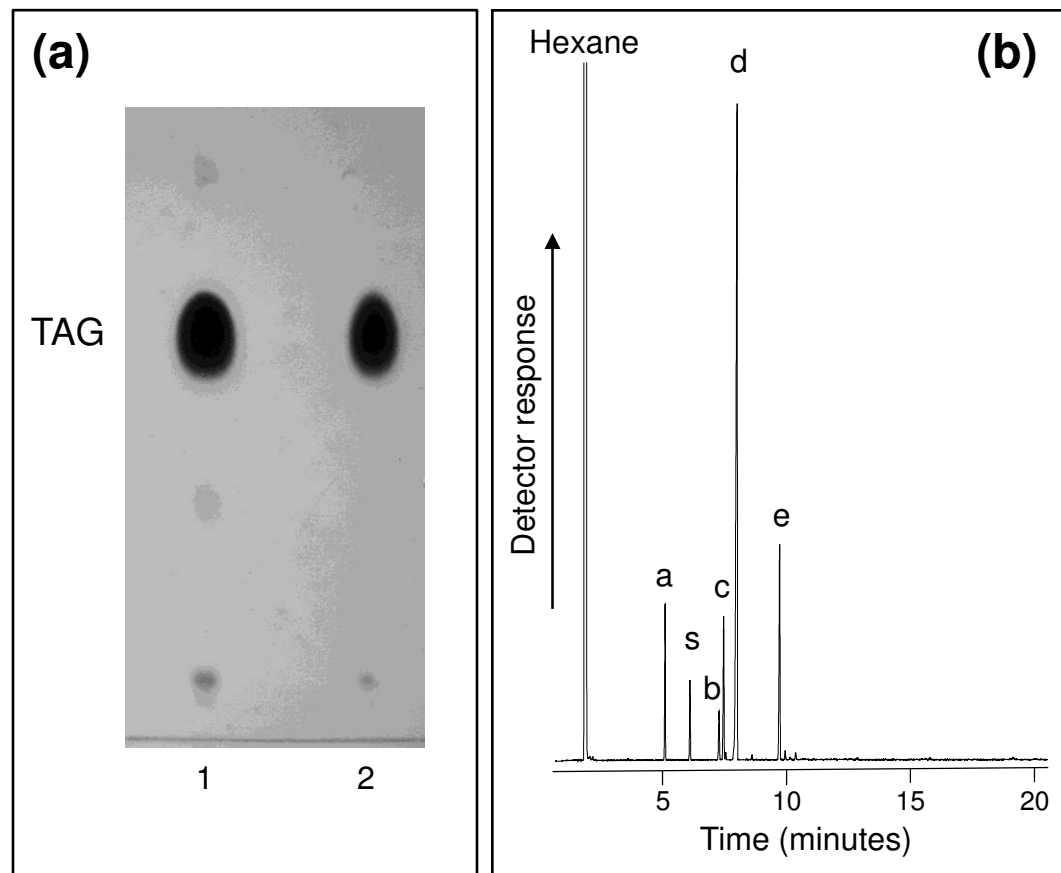 (a)
TAG
1 2
(b)
Hexane
d
e
a
c
s
b
Detector response
5 10 15 20
Time (minutes)